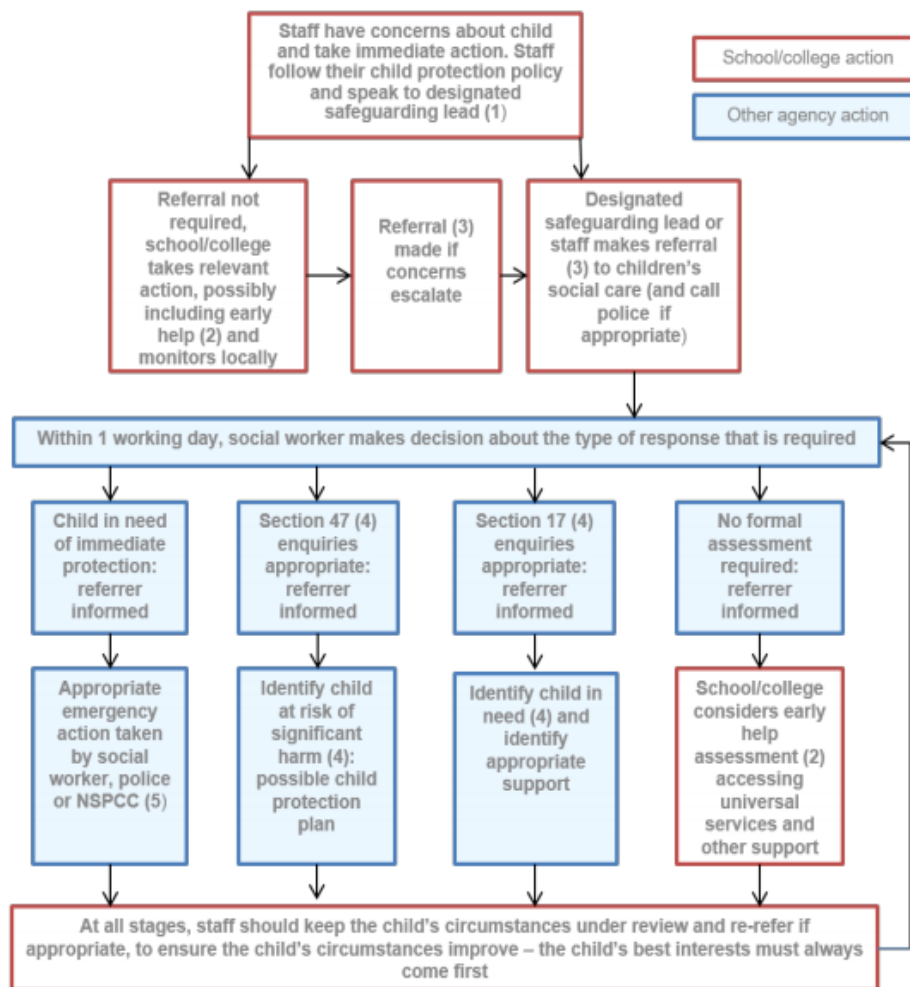 Staff have concerns about child
and take immediate action. Staff
follow their child protection policy
and speak to designated
safeguarding lead (1)
School/college action
Other agency action
Referral not
required,
school/college
takes relevant
action, possibly
including early
help (2) and
monitors locally
Referral (3)
made if
concerns
escalate
Designated
safeguarding lead or
staff makes referral
(3) to children's
social care (and call
police if
appropriate)
Within 1 working day, social worker makes decision about the type of response that is required
Child in need
of immediate
protection:
referrer
informed
Section 47 (4)
enquiries
appropriate:
referrer
informed
Section 17 (4)
enquiries
appropriate:
referrer
informed
No formal
assessment
required:
referrer
informed
Appropriate
emergency
action taken
by social
worker, police
or NSPCC (5)
Identify child
at risk of
significant
harm (4):
possible child
protection
plan
Identify child in
need (4) and
identify
appropriate
support
School/college
considers early
help
assessment (2)
accessing
universal
services and
other support
At all stages, staff should keep the child's circumstances under review and re-refer if
appropriate, to ensure the child's circumstances improve – the child's best interests must always
come first